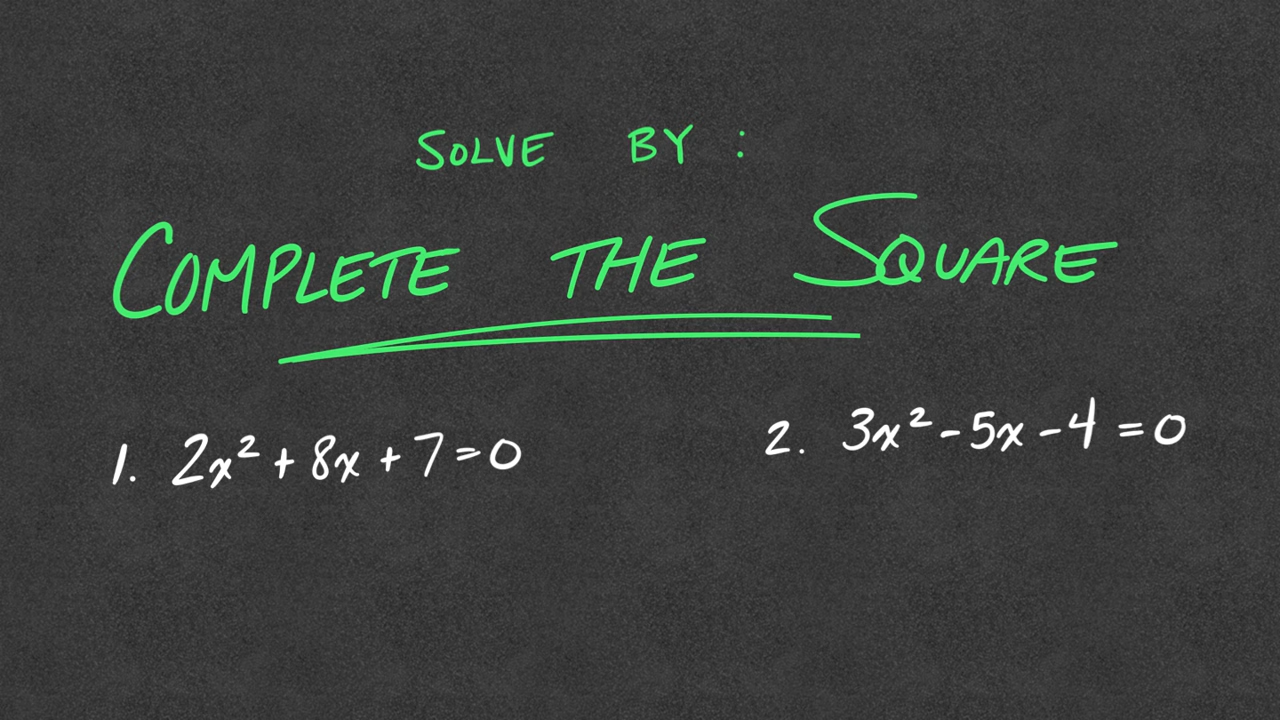 SOLVE BY :
COMPLETE THE SQUARE
1. 2x² + 8x + 7 = 0
2. 3x² - 5x - 4 = 0